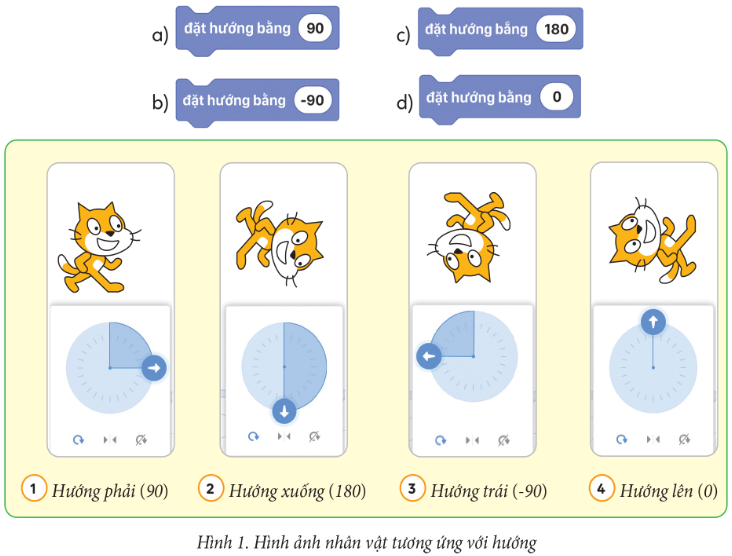 a) đặt hướng bằng 90
c) đặt hướng bằng 180
b) đặt hướng bằng -90
d) đặt hướng bằng 0
1 Hướng phải (90)
2 Hướng xuống (180)
3 Hướng trái (-90)
4 Hướng lên (0)
Hình 1. Hình ảnh nhân vật tương ứng với hướng